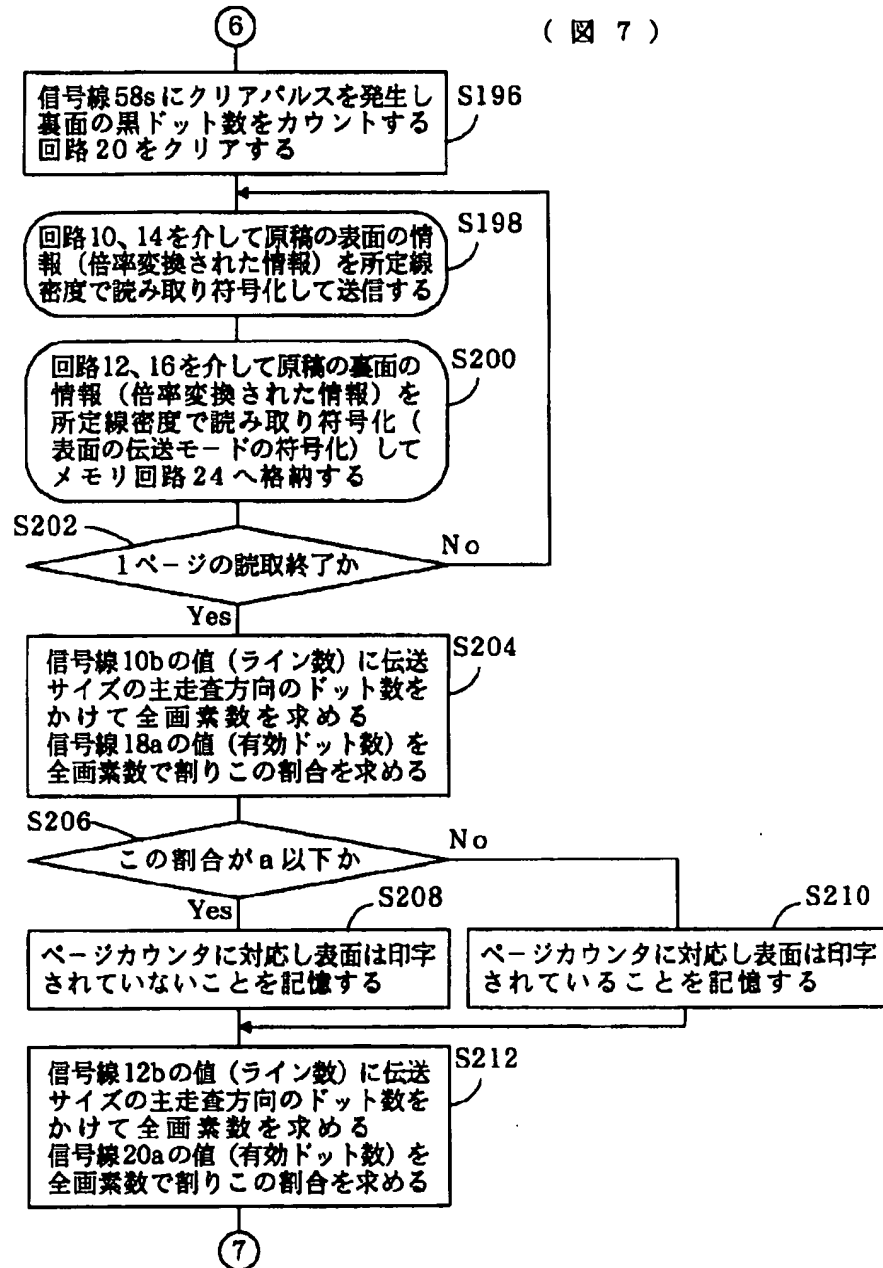 6
（図 7）
信号線58sにクリアパルスを発生し
裏面の黒ドット数をカウントする
回路20をクリアする
S196
回路10、14を介して原稿の表面の情
報（倍率変換された情報）を所定線
密度で読み取り符号化して送信する
S198
回路12、16を介して原稿の裏面の
情報（倍率変換された情報）を
所定線密度で読み取り符号化（
表面の伝送モードの符号化）して
メモリ回路24へ格納する
S200
S202
1ページの読取終了か
No
Yes
信号線10bの値（ライン数）に伝送
サイズの主走査方向のドット数を
かけて全画素数を求める
信号線18aの値（有効ドット数）を
全画素数で割りこの割合を求める
S204
S206
この割合がa以下か
No
Yes
S208
ページカウンタに対応し表面は印字
されていないことを記憶する
S210
ページカウンタに対応し表面は印字
されていることを記憶する
信号線12bの値（ライン数）に伝送
サイズの主走査方向のドット数を
かけて全画素数を求める
信号線20aの値（有効ドット数）を
全画素数で割りこの割合を求める
S212
7